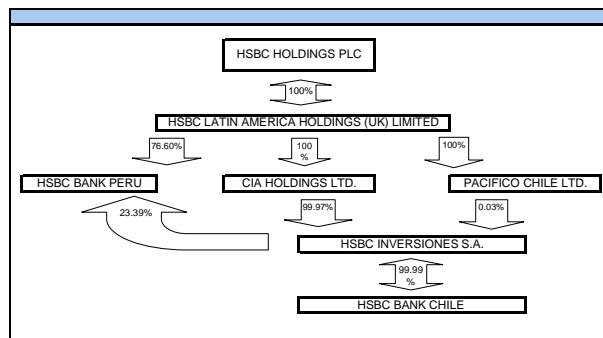 HSBC HOLDINGS PLC
100%
HSBC LATIN AMERICA HOLDINGS (UK) LIMITED
76.60%
100
%
100%
HSBC BANK PERU
CIA HOLDINGS LTD.
PACIFICO CHILE LTD.
23.39%
99.97%
0.03%
HSBC INVERSIONES S.A.
99.99
%
HSBC BANK CHILE